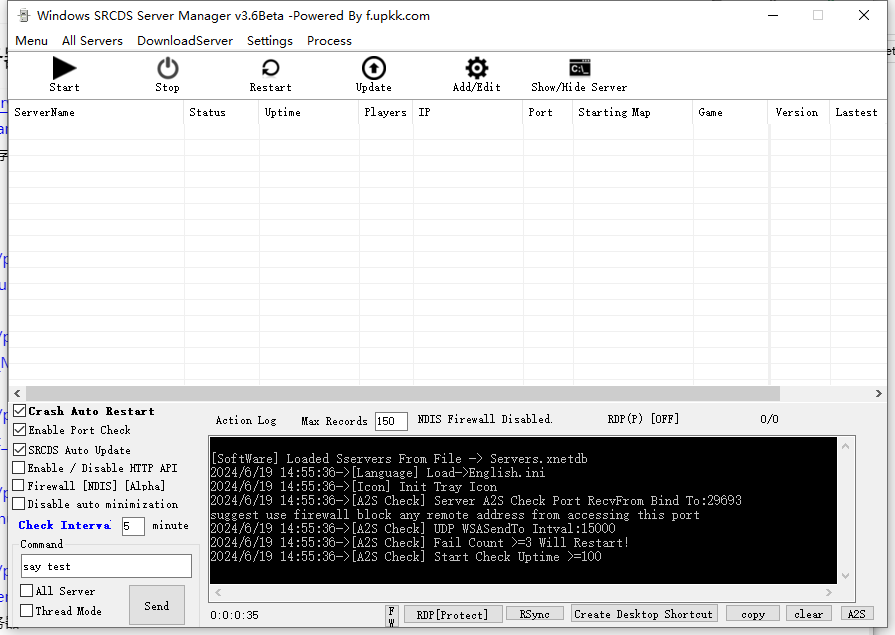 Windows SRCDS Server Manager v3.6Beta -Powered By f.upkk.com
Menu All Servers DownloadServer Settings Process
Start Stop Restart Update Add/Edit Show/Hide Server
ServerName Status Uptime Players IP Port Starting Map Game Version Lastest
Crash Auto Restart
Enable Port Check
SRCDS Auto Update
Enable / Disable HTTP API
Firewall [NDIS] [Alpha]
Disable auto minimization
Check Interval 5 minute
Command
say test
All Server
Thread Mode
Send
Action Log Max Records 150 NDIS Firewall Disabled. RDP(P) [OFF] 0/0
[SoftWare] Loaded Sservers From File -> Servers.xnetdb
2024/6/19 14:55:36->[Language] Load->English.ini
2024/6/19 14:55:36->[Icon] Init Tray Icon
2024/6/19 14:55:36->[A2S Check] Server A2S Check Port RecvFrom Bind To:29693
suggest use firewall block any remote address from accessing this port
2024/6/19 14:55:36->[A2S Check] UDP WSASendTo Intval:15000
2024/6/19 14:55:36->[A2S Check] Fail Count >=3 Will Restart!
2024/6/19 14:55:36->[A2S Check] Start Check Uptime >=100
0:0:0:35 FW RDP[Protect] RSync Create Desktop Shortcut copy clear A2S